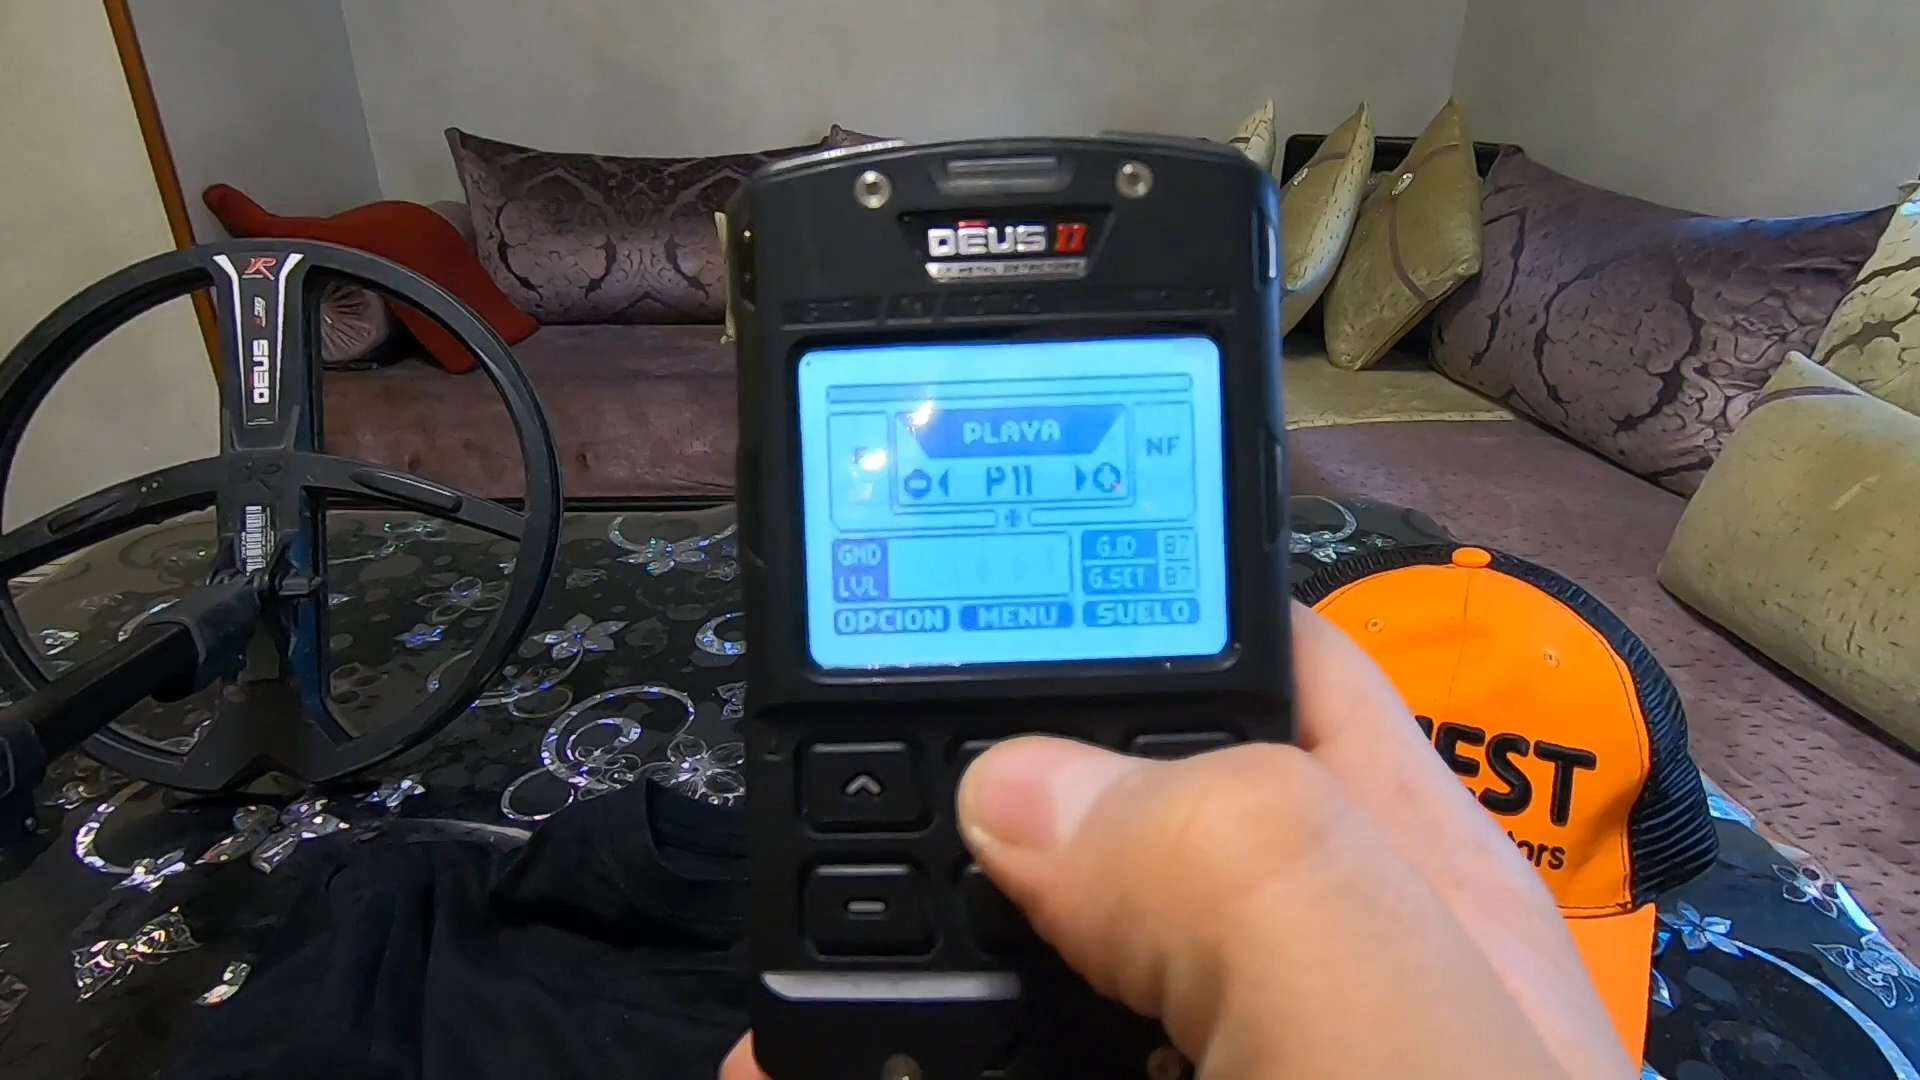 DEUS II
PLAYA
NF
P11
GND
LVL
G.ID 87
G.SET 87
OPCION MENU SUELO
DEUS
EST
ors